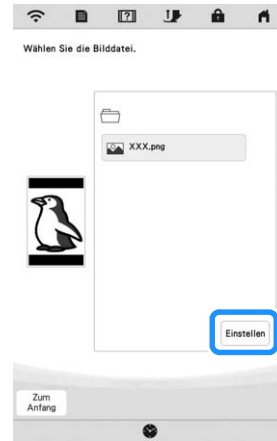 Wählen Sie die Bilddatei.
XXX.png
Einstellen
Zum
Anfang